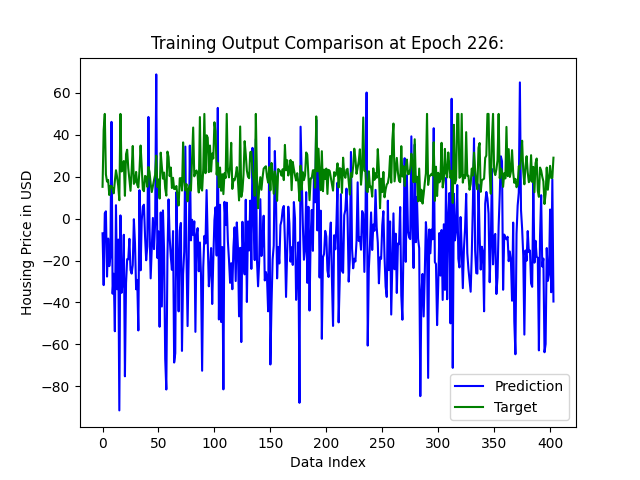 Training Output Comparison at Epoch 226:
60
40
20
0
−20
−40
−60
−80
Housing Price in USD
Prediction
Target
0 50 100 150 200 250 300 350 400
Data Index